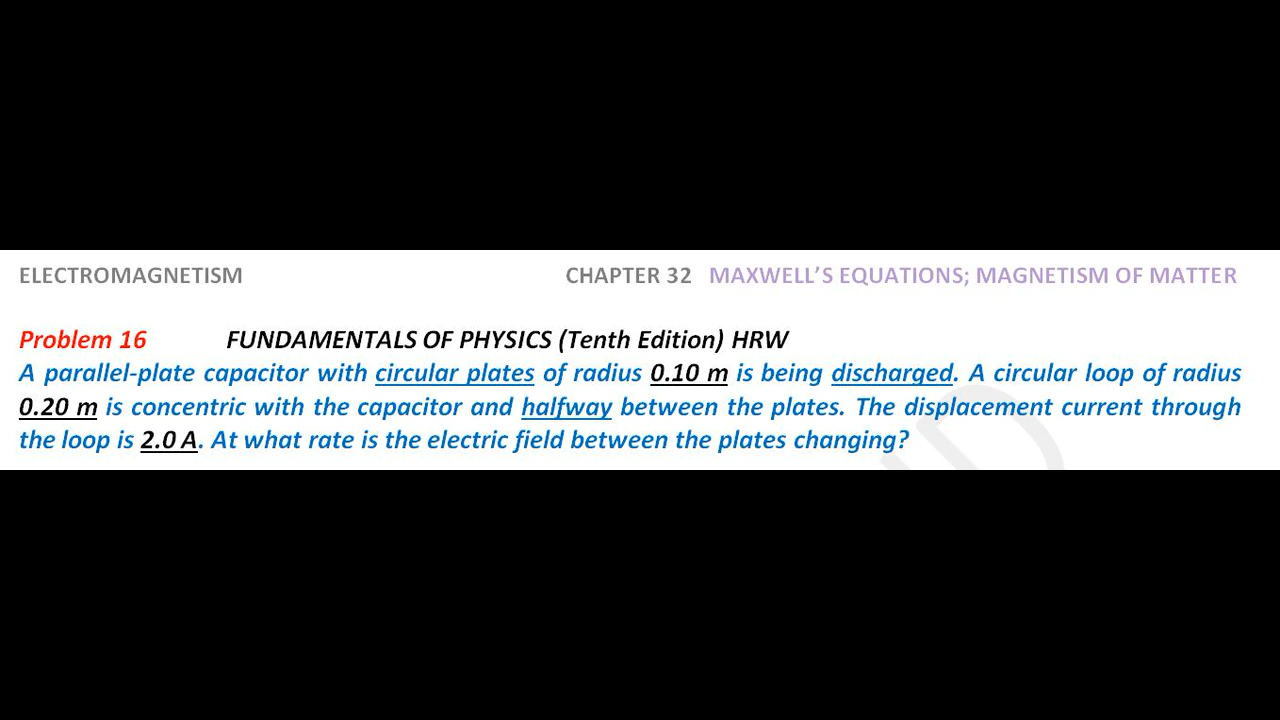 ELECTROMAGNETISM CHAPTER 32 MAXWELL'S EQUATIONS; MAGNETISM OF MATTER
Problem 16 FUNDAMENTALS OF PHYSICS (Tenth Edition) HRW
A parallel-plate capacitor with circular plates of radius 0.10 m is being discharged. A circular loop of radius
0.20 m is concentric with the capacitor and halfway between the plates. The displacement current through
the loop is 2.0 A. At what rate is the electric field between the plates changing?